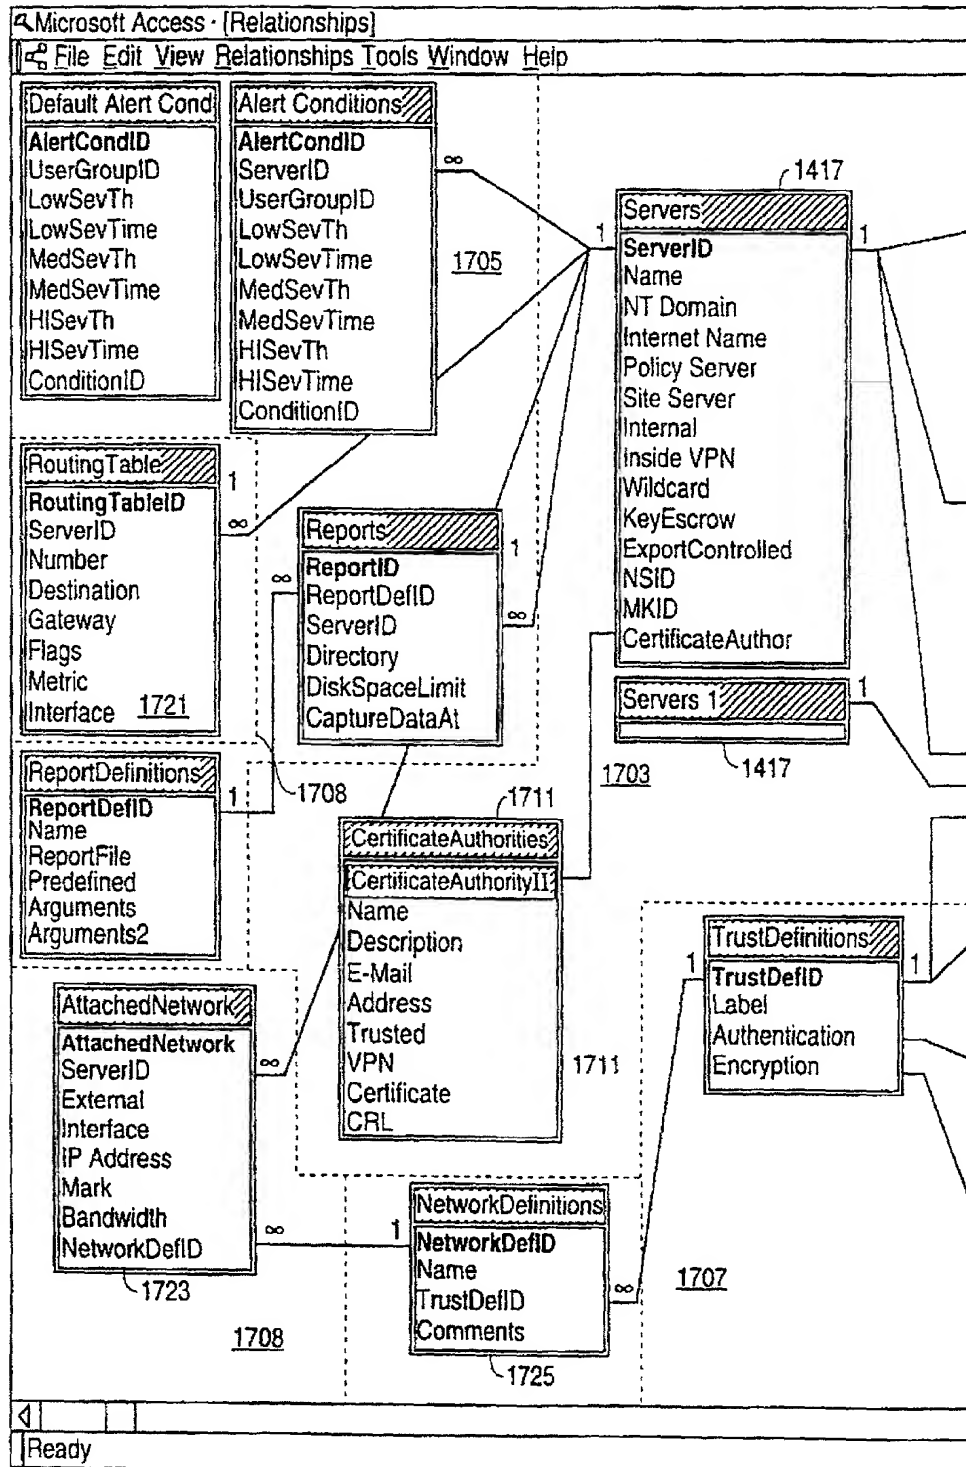 Microsoft Access · [Relationships]
File Edit View Relationships Tools Window Help
Default Alert Cond
AlertCondID
UserGroupID
LowSevTh
LowSevTime
MedSevTh
MedSevTime
HISevTh
HISevTime
ConditionID
Alert Conditions
AlertCondID
ServerID
UserGroupID
LowSevTh
LowSevTime
MedSevTh
MedSevTime
HISevTh
HISevTime
ConditionID
∞
1705
1417
Servers
1
1
ServerID
Name
NT Domain
Internet Name
Policy Server
Site Server
Internal
Inside VPN
Wildcard
KeyEscrow
ExportControlled
NSID
MKID
CertificateAuthor
Servers 1
1
1417
1703
RoutingTable
1
RoutingTableID
∞
ServerID
Number
Destination
Gateway
Flags
Metric
Interface
1721
Reports
1
∞
ReportID
ReportDefID
ServerID
∞
Directory
DiskSpaceLimit
CaptureDataAt
1708
ReportDefinitions
1
ReportDefID
Name
ReportFile
Predefined
Arguments
Arguments2
1711
CertificateAuthorities
CertificateAuthorityII
Name
Description
E-Mail
Address
Trusted
VPN
Certificate
CRL
1711
TrustDefinitions
1
1
TrustDefID
Label
Authentication
Encryption
AttachedNetwork
AttachedNetwork
∞
ServerID
External
Interface
IP Address
Mark
Bandwidth
∞
NetworkDefID
1723
1708
NetworkDefinitions
1
NetworkDefID
Name
∞
TrustDefID
Comments
1725
1707
Ready